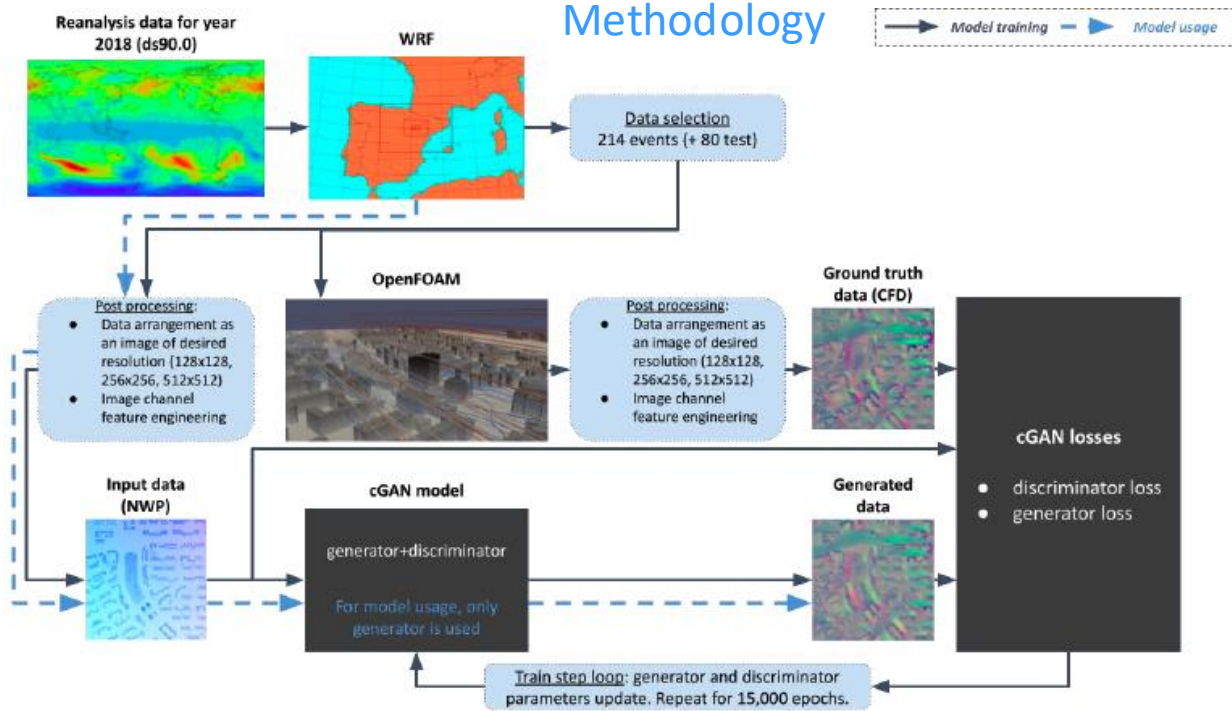 Methodology
Model training
Model usage
Reanalysis data for year
2018 (ds90.0)
WRF
Data selection
214 events (+ 80 test)
OpenFOAM
Ground truth
data (CFD)
Post processing:
● Data arrangement as
an image of desired
resolution (128x128,
256x256, 512x512)
● Image channel
feature engineering
Post processing:
● Data arrangement as
an image of desired
resolution (128x128,
256x256, 512x512)
● Image channel
feature engineering
cGAN losses
● discriminator loss
● generator loss
Input data
(NWP)
cGAN model
Generated
data
generator+discriminator
For model usage, only
generator is used
Train step loop: generator and discriminator
parameters update. Repeat for 15,000 epochs.